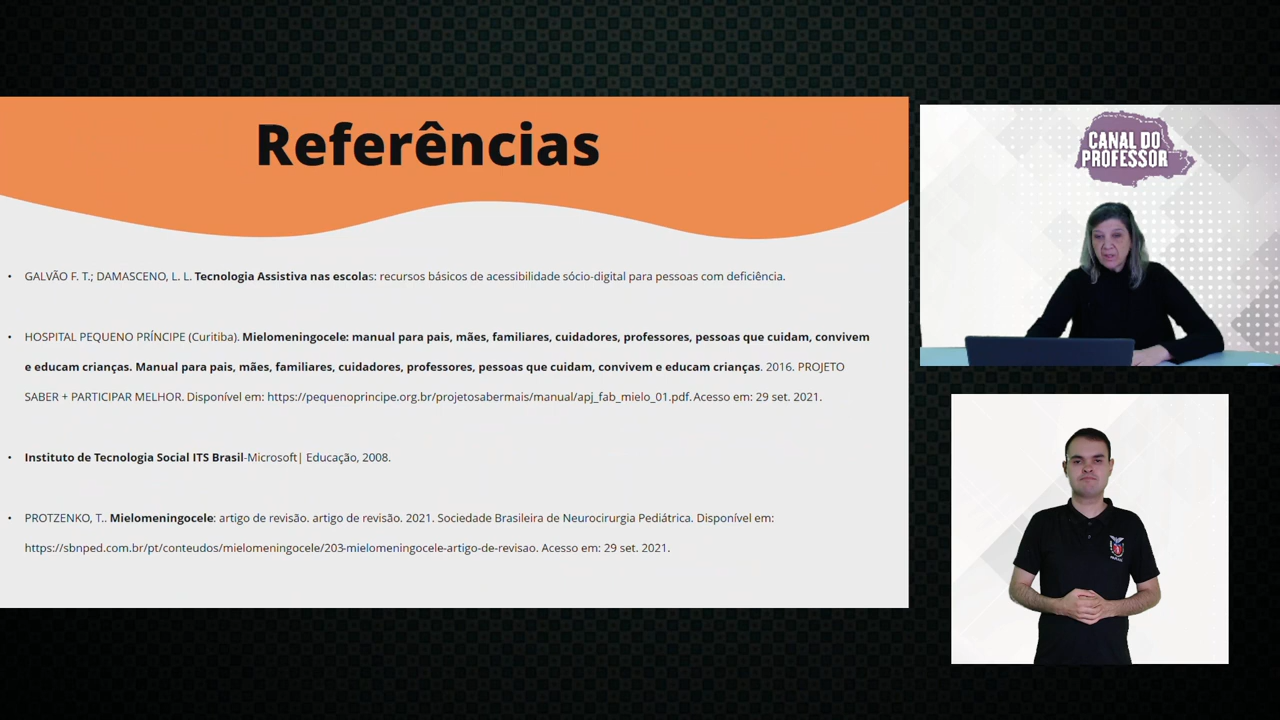 Referências
• GALVÃO F. T.; DAMASCENO, L. L. Tecnologia Assistiva nas escolas: recursos básicos de acessibilidade sócio-digital para pessoas com deficiência.
• HOSPITAL PEQUENO PRÍNCIPE (Curitiba). Mielomeningocele: manual para pais, mães, familiares, cuidadores, professores, pessoas que cuidam, convivem
e educam crianças. Manual para pais, mães, familiares, cuidadores, professores, pessoas que cuidam, convivem e educam crianças. 2016. PROJETO
SABER + PARTICIPAR MELHOR. Disponível em: https://pequenoprincipe.org.br/projetosabermais/manual/apj_fab_mielo_01.pdf. Acesso em: 29 set. 2021.
• Instituto de Tecnologia Social ITS Brasil-Microsoft| Educação, 2008.
• PROTZENKO, T.. Mielomeningocele: artigo de revisão. artigo de revisão. 2021. Sociedade Brasileira de Neurocirurgia Pediátrica. Disponível em:
https://sbnped.com.br/pt/conteudos/mielomeningocele/203-mielomeningocele-artigo-de-revisao. Acesso em: 29 set. 2021.
CANAL DO
PROFESSOR